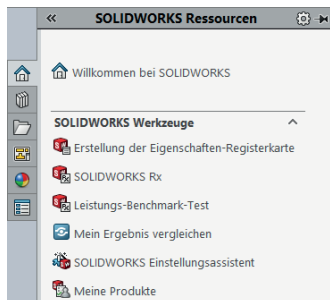 SOLIDWORKS Ressourcen
Willkommen bei SOLIDWORKS
SOLIDWORKS Werkzeuge
Erstellung der Eigenschaften-Registerkarte
SOLIDWORKS Rx
Leistungs-Benchmark-Test
Mein Ergebnis vergleichen
SOLIDWORKS Einstellungsassistent
Meine Produkte